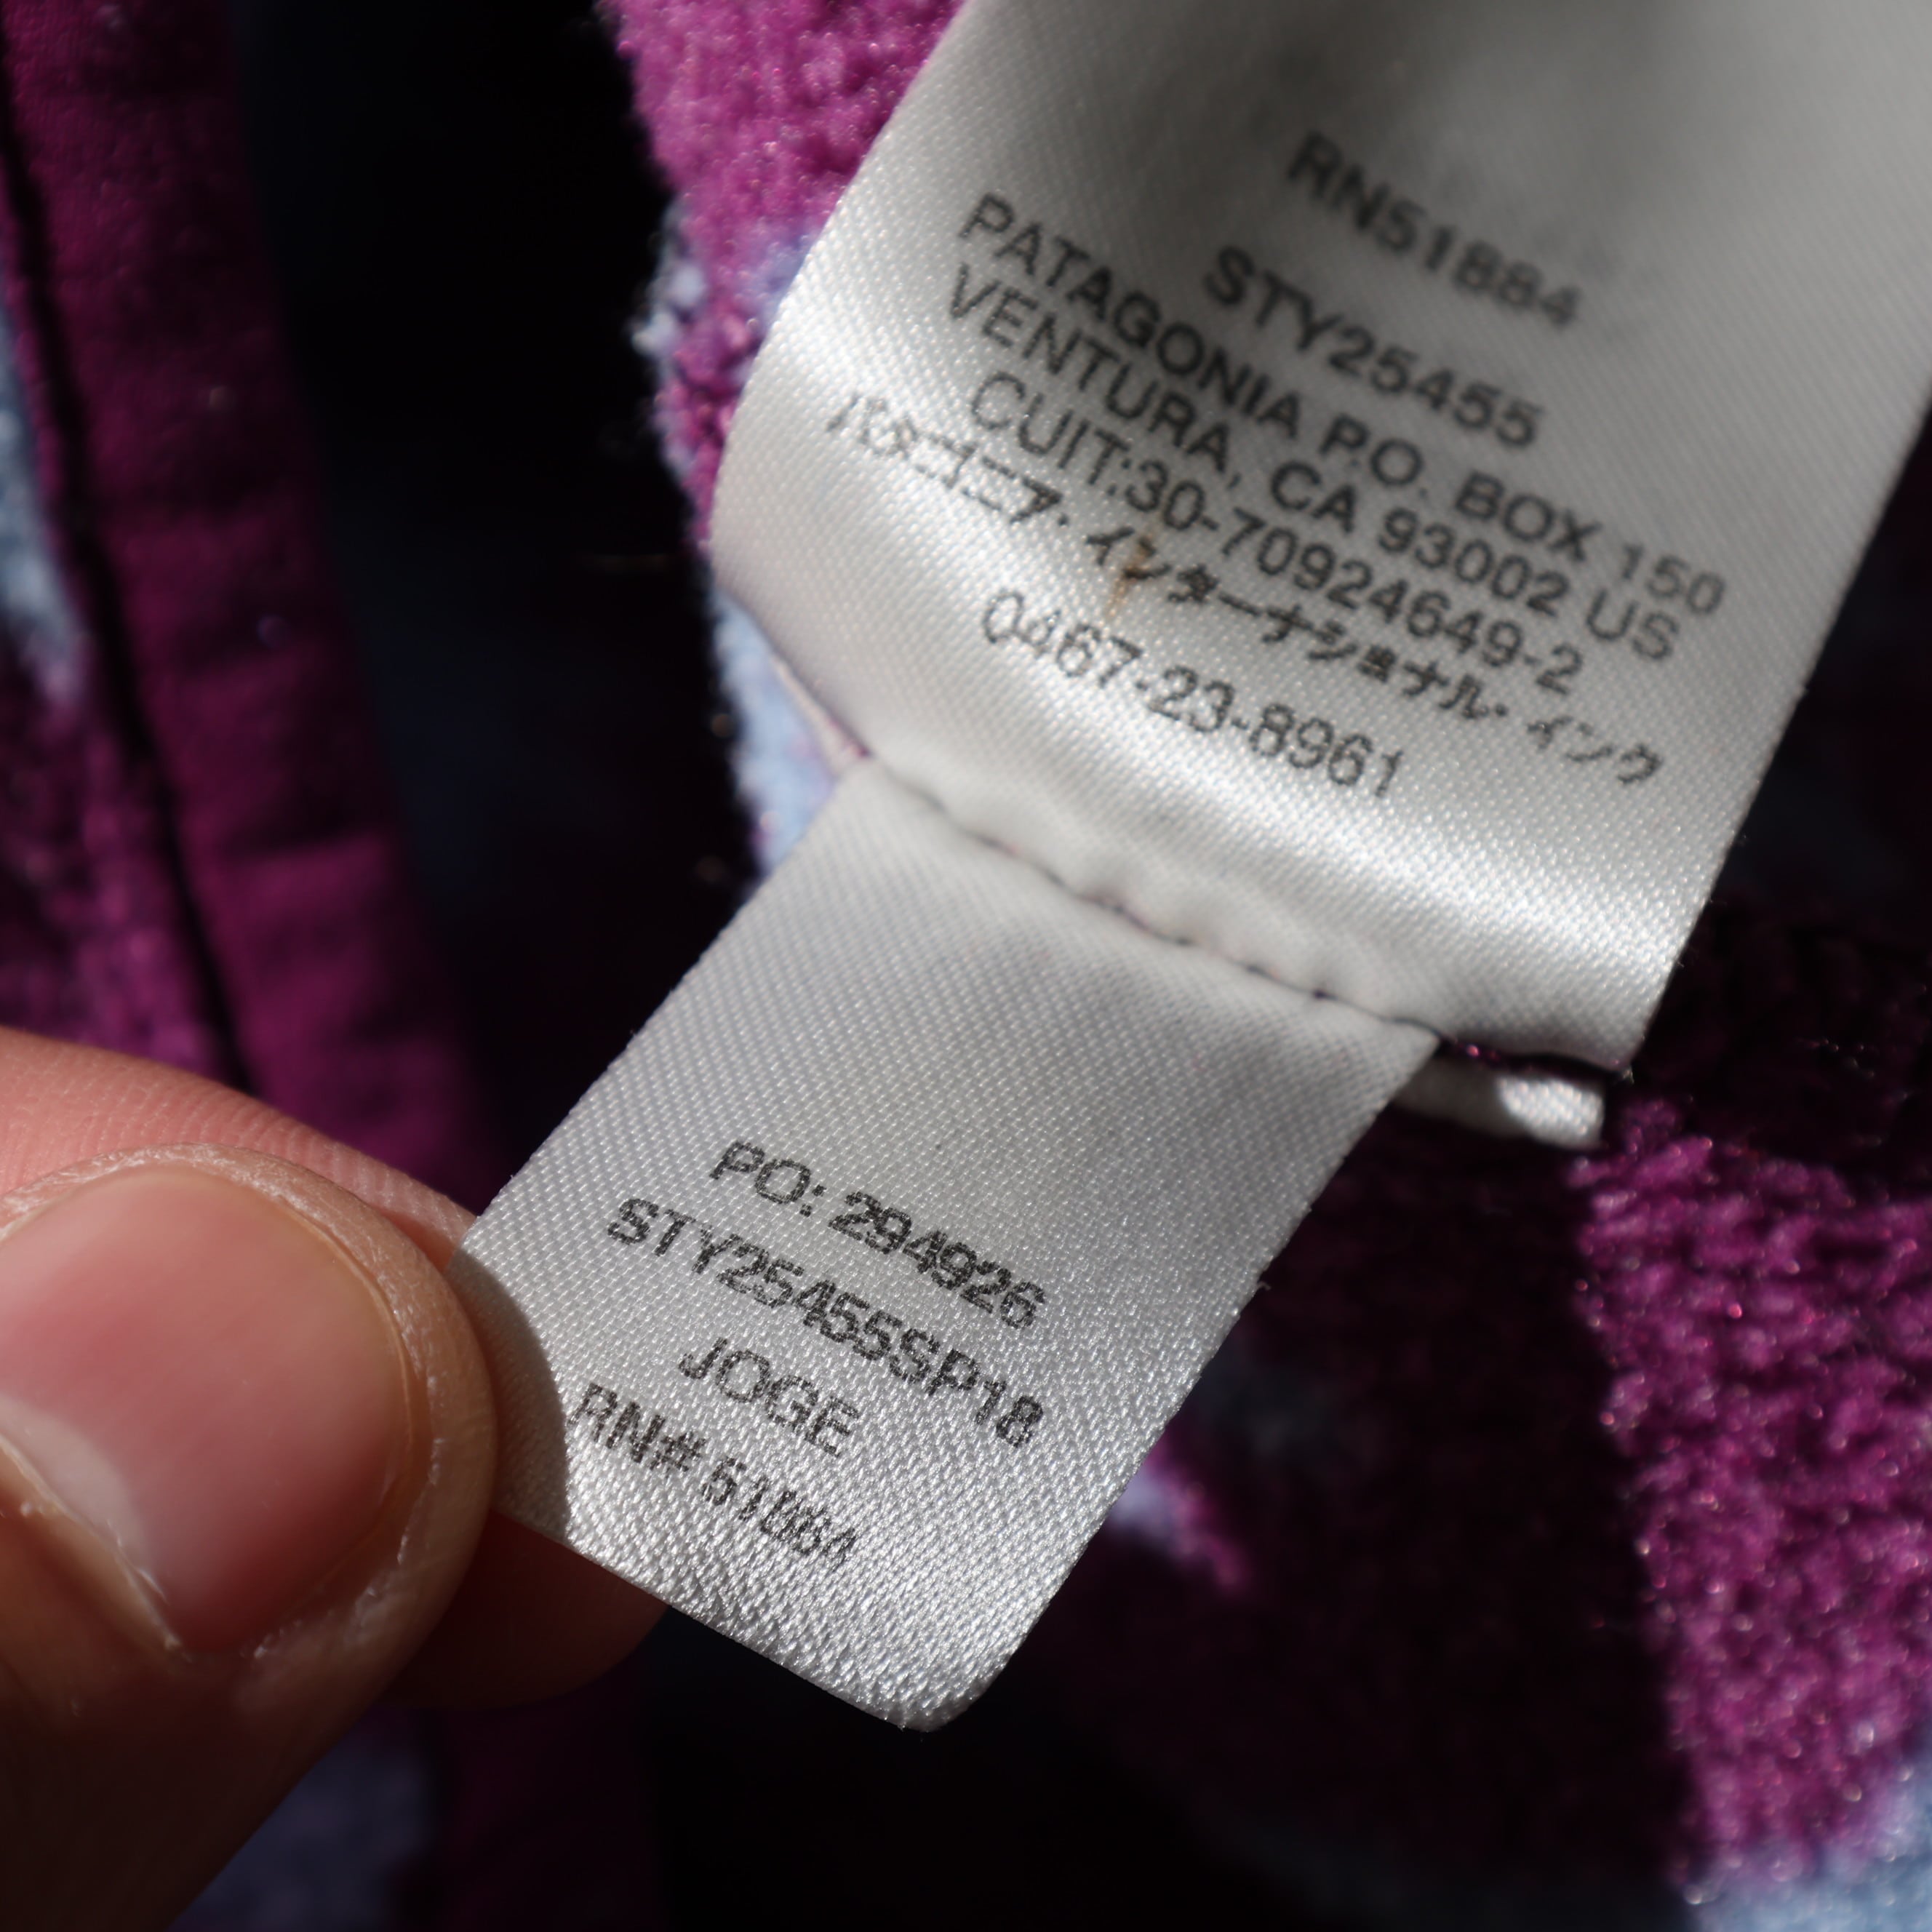 RN51884
STY25455
PATAGONIA P.O. BOX 150
VENTURA, CA 93002 US
CUIT:30-70924649-2
パタゴニア・インターナショナル・インク
0467-23-8961
PO: 294926
STY25455SP18
JOGE
RN# 51884